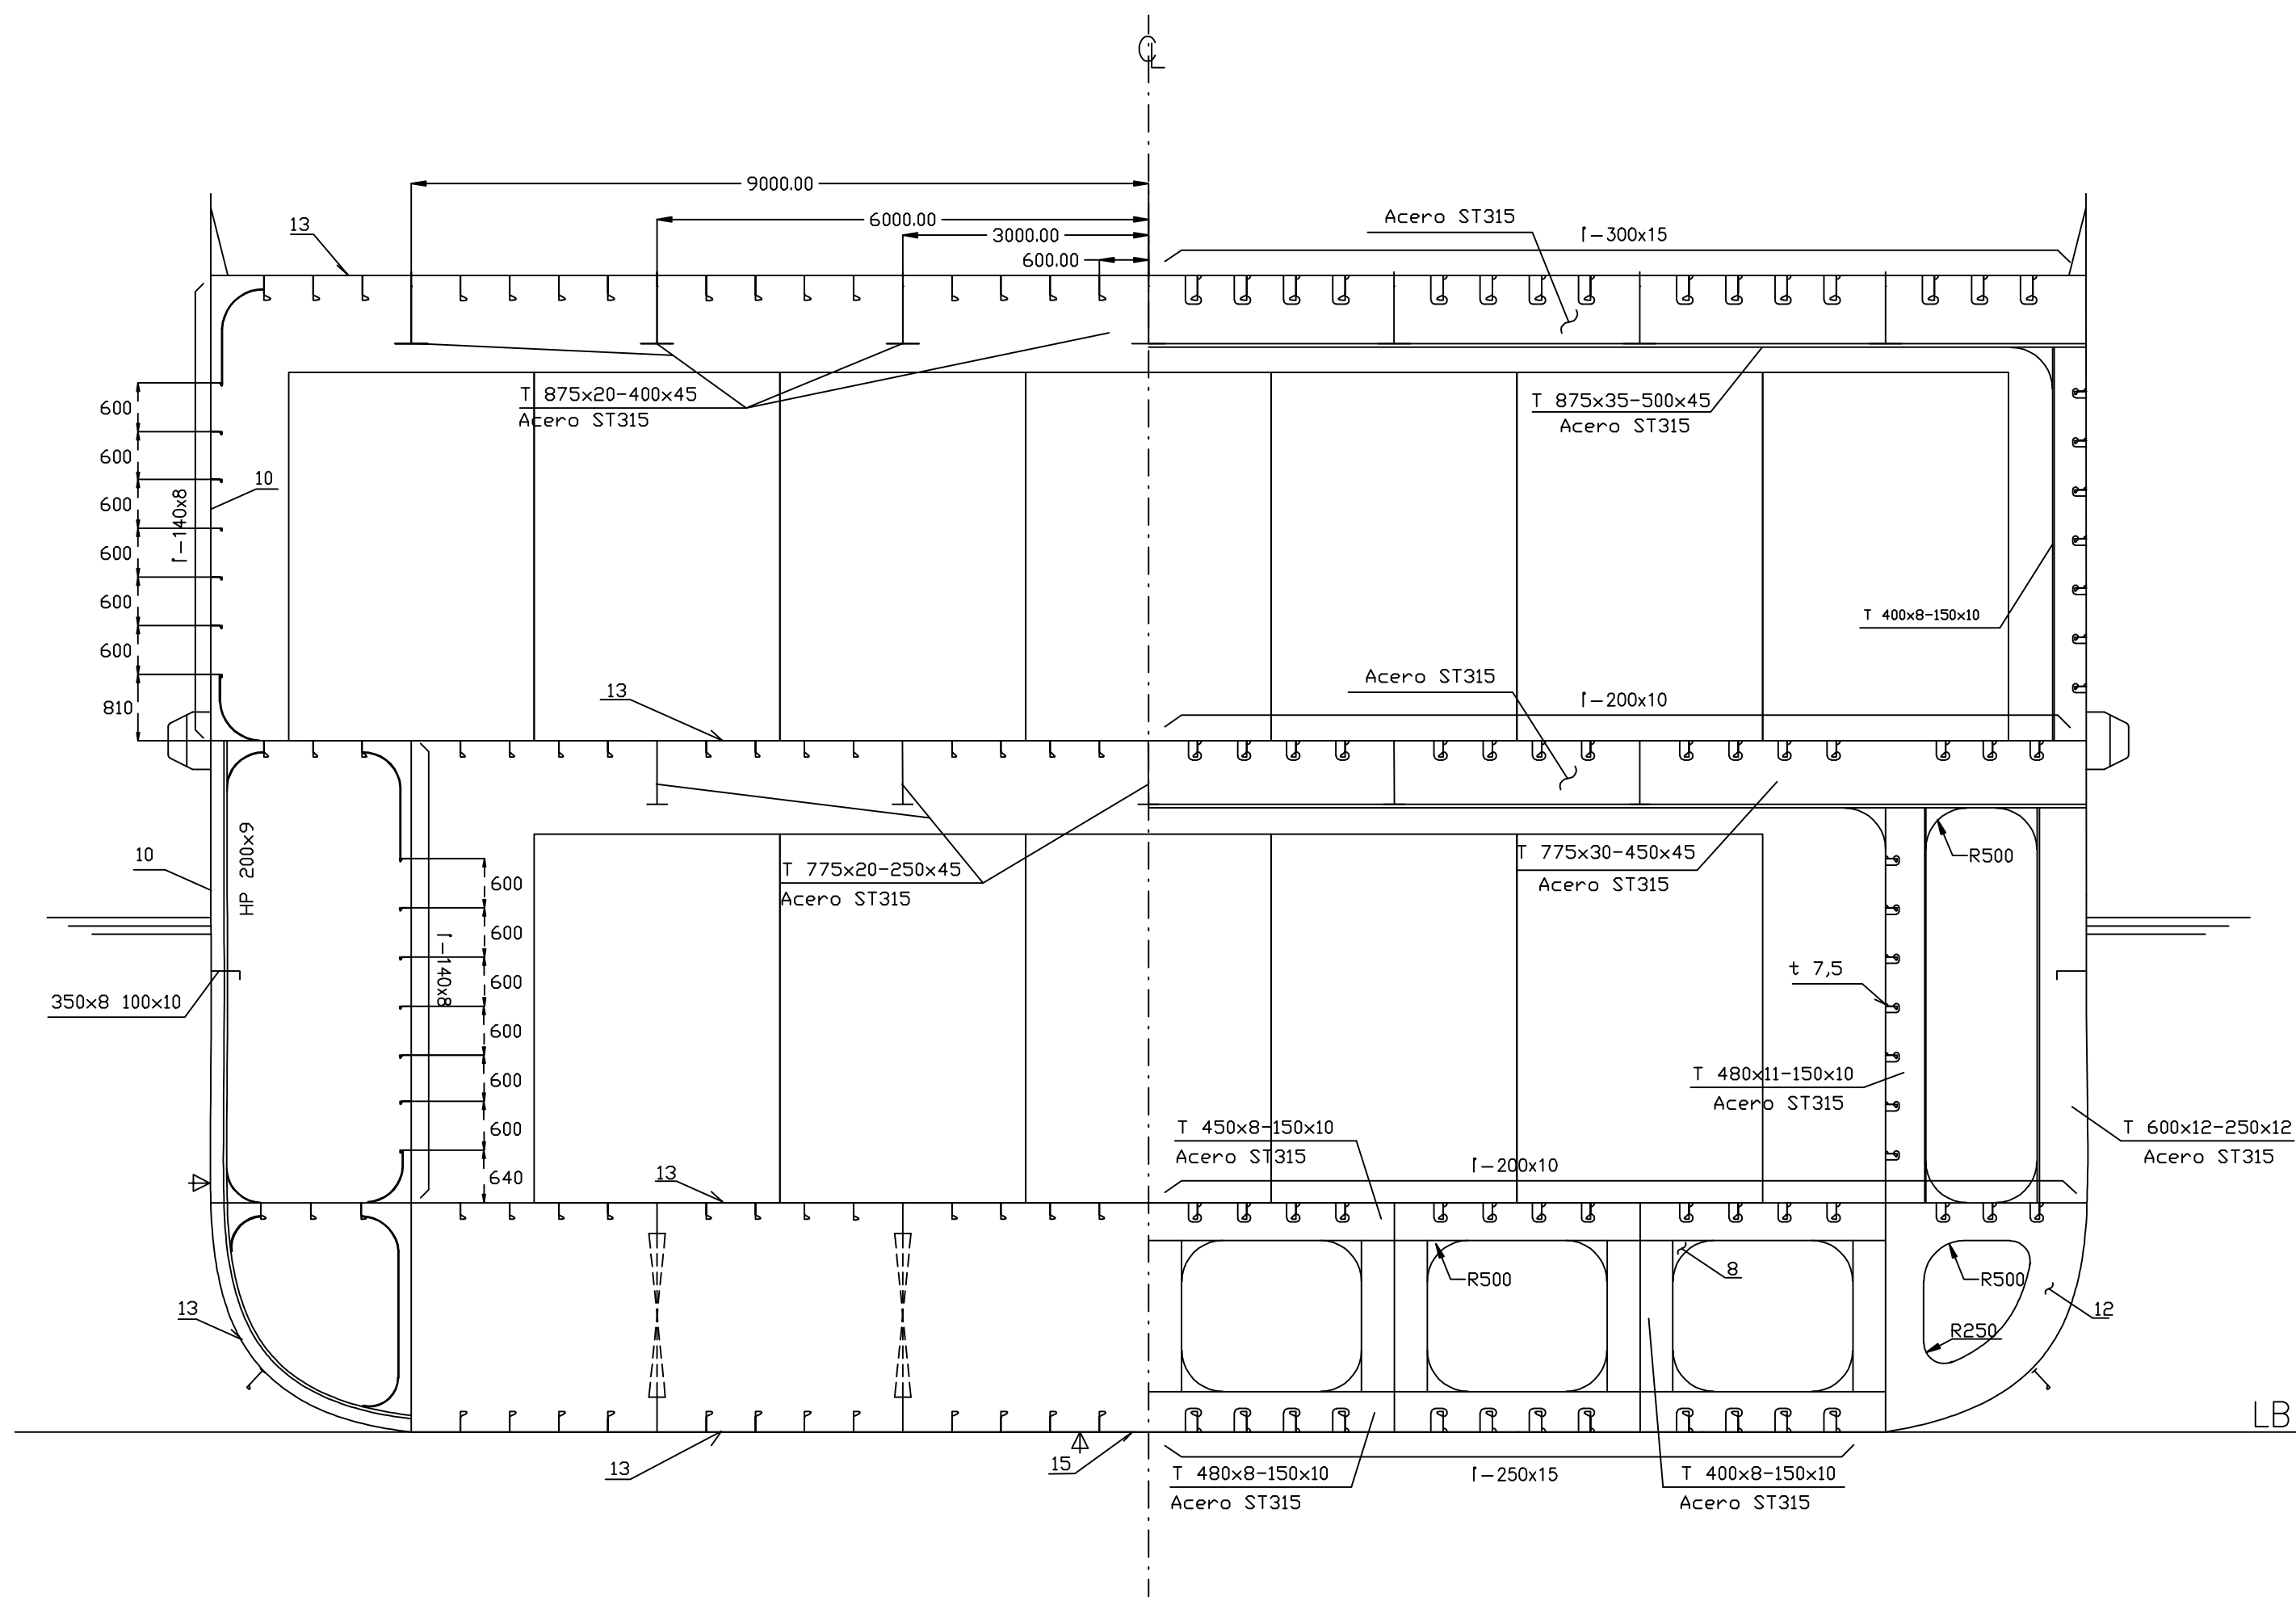 CL
9000.00
6000.00
3000.00
600.00
13
Acero ST315
Γ-300x15
T 875x20-400x45
Acero ST315
T 875x35-500x45
Acero ST315
600
600
600
600
600
600
810
Γ-140x8
10
T 400x8-150x10
13
Acero ST315
Γ-200x10
10
HP 200x9
T 775x20-250x45
Acero ST315
T 775x30-450x45
Acero ST315
R500
600
600
600
600
600
600
640
Γ-140x8
350x8 100x10
t 7,5
T 480x11-150x10
Acero ST315
T 450x8-150x10
Acero ST315
T 600x12-250x12
Acero ST315
13
Γ-200x10
R500
8
R500
13
12
R250
LB
13
15
T 480x8-150x10
Acero ST315
Γ-250x15
T 400x8-150x10
Acero ST315